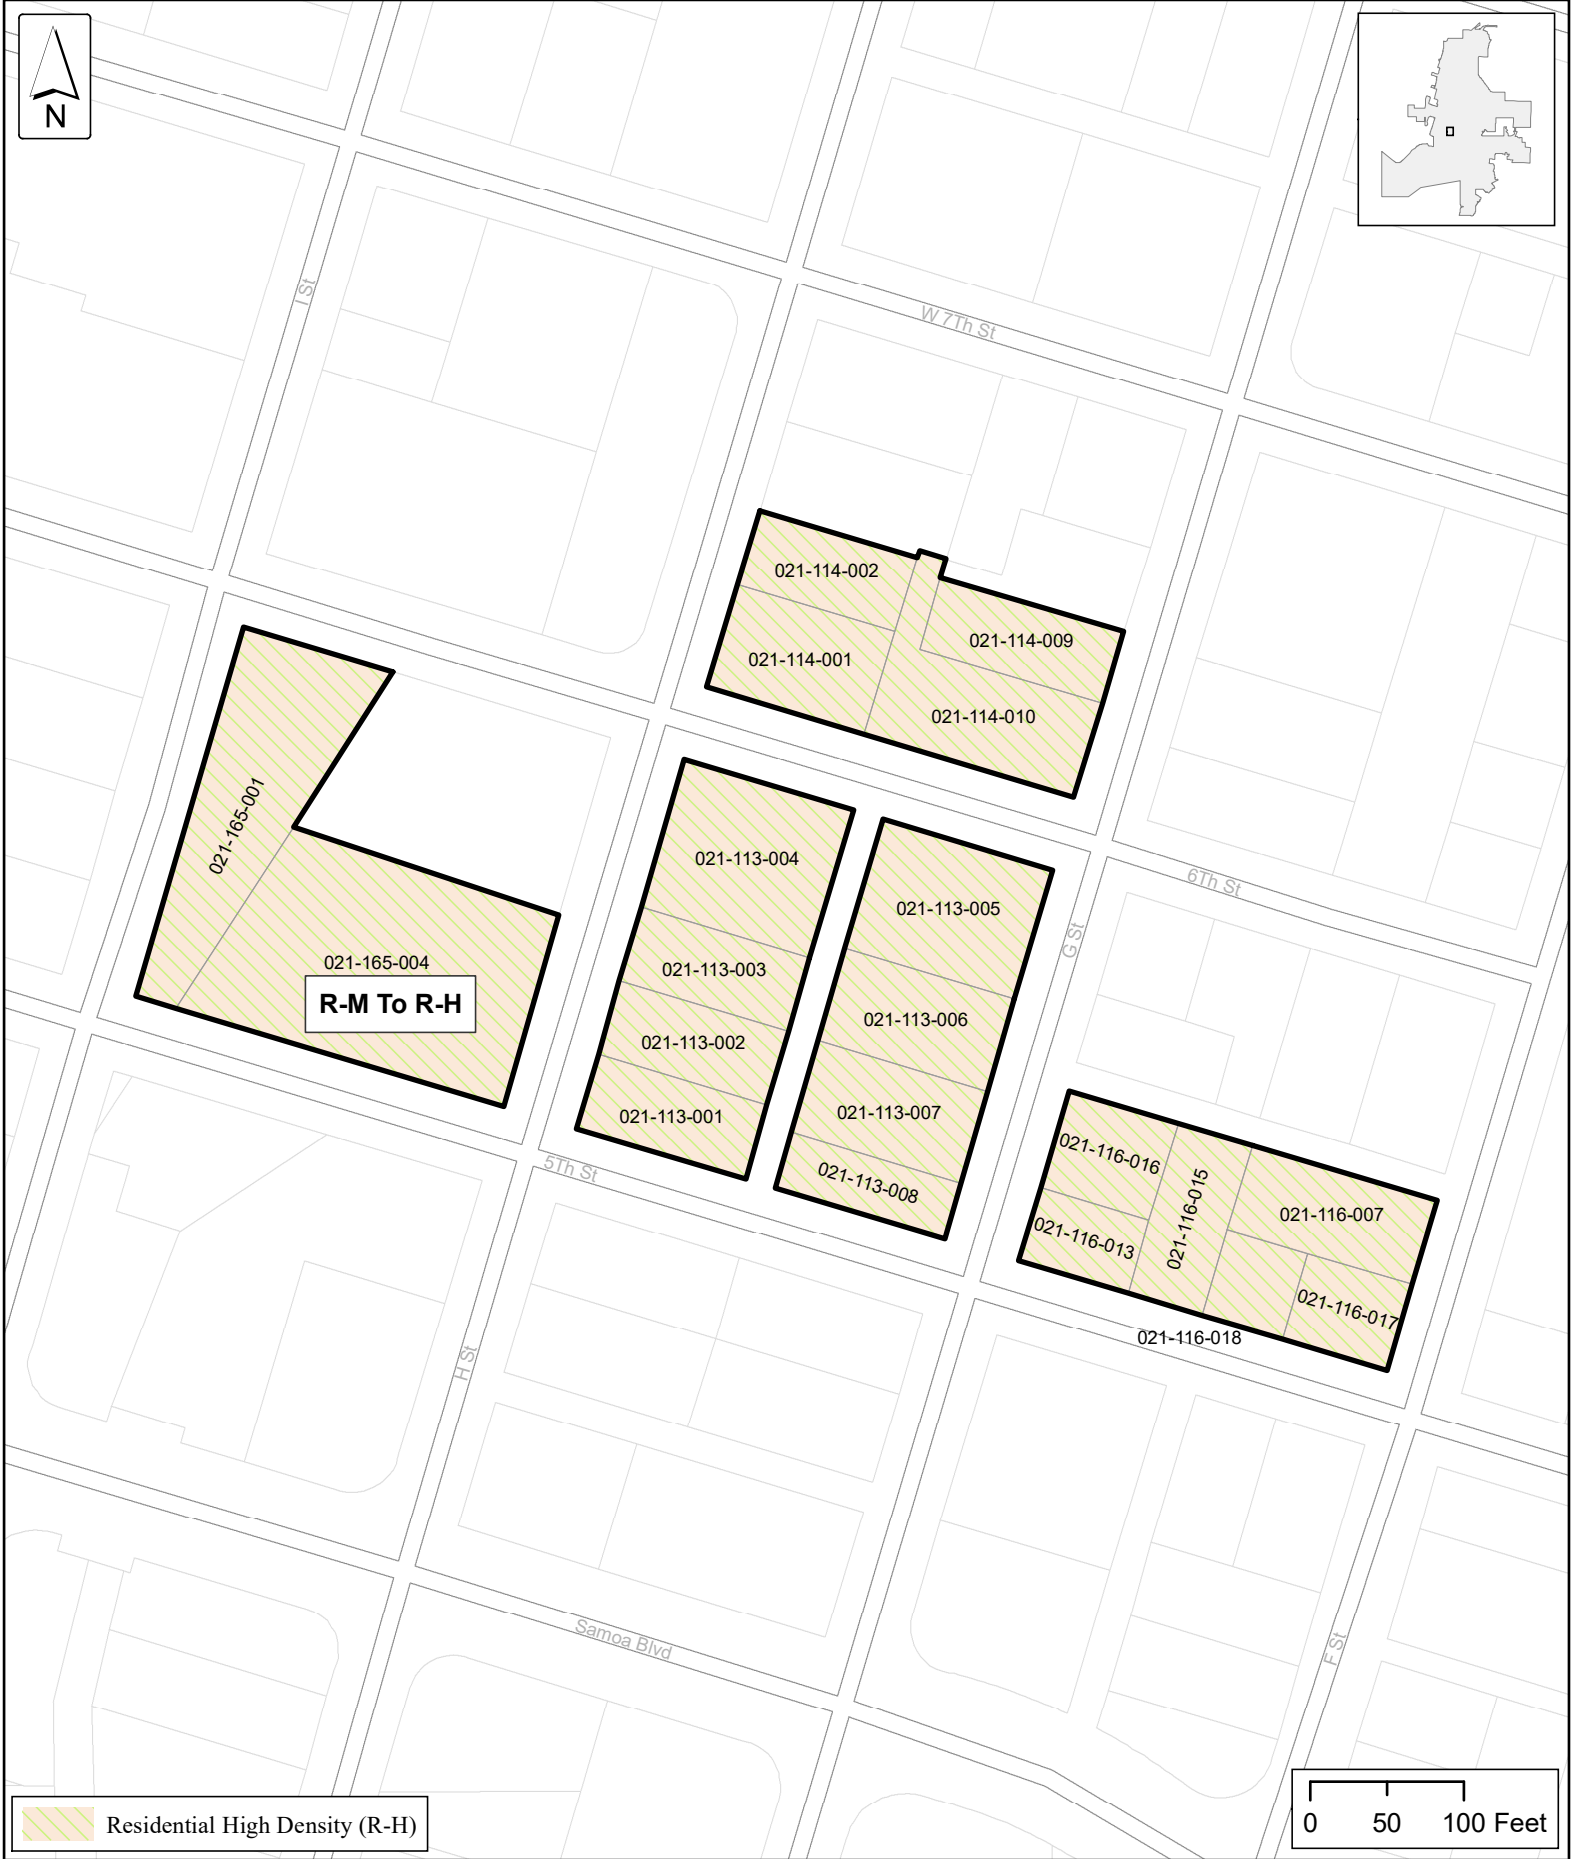 N
I St
W 7Th St
021-114-002
021-114-009
021-114-001
021-114-010
021-165-001
021-113-004
021-113-005
6Th St
G St
021-165-004
R-M To R-H
021-113-003
021-113-006
021-113-002
021-113-001
021-113-007
021-113-008
5Th St
021-116-016
021-116-015
021-116-007
021-116-013
021-116-017
021-116-018
H St
Samoa Blvd
F St
Residential High Density (R-H)
0 50 100 Feet